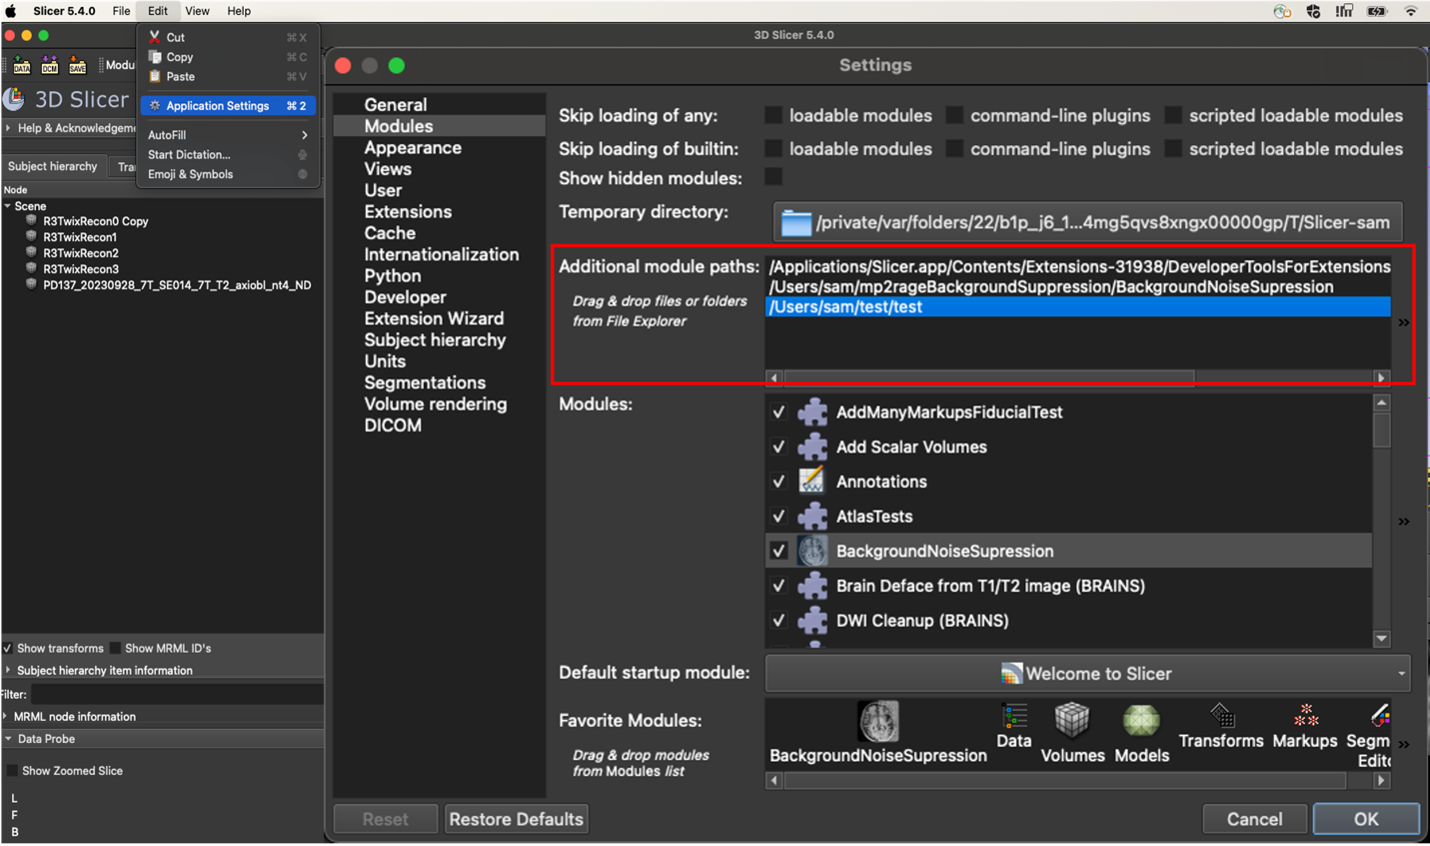 Slicer 5.4.0 File Edit View Help
3D Slicer 5.4.0
Cut ⌘ X
Copy ⌘ C
Paste ⌘ V
Application Settings ⌘ 2
AutoFill
Start Dictation...
Emoji & Symbols
DATA DCM SAVE Modu
3D Slicer
Help & Acknowledgeme
Subject hierarchy Tra
Node
Scene
R3TwixRecon0 Copy
R3TwixRecon1
R3TwixRecon2
R3TwixRecon3
PD137_20230928_7T_SE014_7T_T2_axiobl_nt4_ND
Show transforms Show MRML ID's
Subject hierarchy item information
Filter:
MRML node information
Data Probe
Show Zoomed Slice
L
F
B
Settings
General
Modules
Appearance
Views
User
Extensions
Cache
Internationalization
Python
Developer
Extension Wizard
Subject hierarchy
Units
Segmentations
Volume rendering
DICOM
Skip loading of any: loadable modules command-line plugins scripted loadable modules
Skip loading of builtin: loadable modules command-line plugins scripted loadable modules
Show hidden modules:
Temporary directory: /private/var/folders/22/b1p_j6_1...4mg5qvs8xngx00000gp/T/Slicer-sam
Additional module paths: /Applications/Slicer.app/Contents/Extensions-31938/DeveloperToolsForExtensions
/Users/sam/mp2rageBackgroundSuppression/BackgroundNoiseSupression
Drag & drop files or folders
from File Explorer
/Users/sam/test/test
Modules:
AddManyMarkupsFiducialTest
Add Scalar Volumes
Annotations
AtlasTests
BackgroundNoiseSupression
Brain Deface from T1/T2 image (BRAINS)
DWI Cleanup (BRAINS)
Default startup module: Welcome to Slicer
Favorite Modules:
Drag & drop modules
from Modules list
BackgroundNoiseSupression Data Volumes Models Transforms Markups Segm
Edito
Reset Restore Defaults Cancel OK